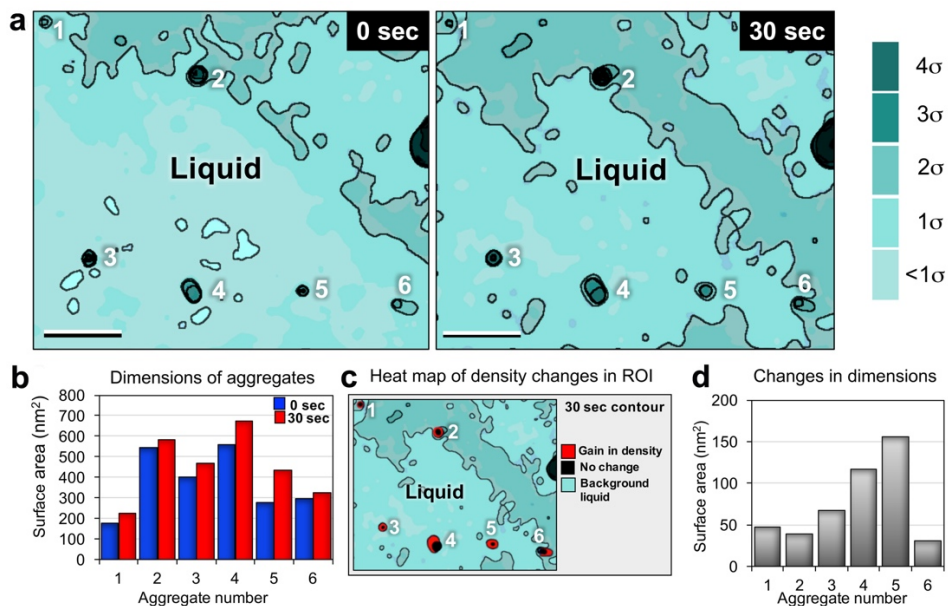 a
0 sec
1
2
Liquid
3
4
5
6
30 sec
1
2
Liquid
3
4
5
6
4σ
3σ
2σ
1σ
<1σ
b
Dimensions of aggregates
Surface area (nm²)
800
700
600
500
400
300
200
100
0
0 sec
30 sec
1 2 3 4 5 6
Aggregate number
c
Heat map of density changes in ROI
30 sec contour
1
2
Liquid
3
4
5
6
Gain in density
No change
Background
liquid
d
Changes in dimensions
Surface area (nm²)
200
150
100
50
0
1 2 3 4 5 6
Aggregate number